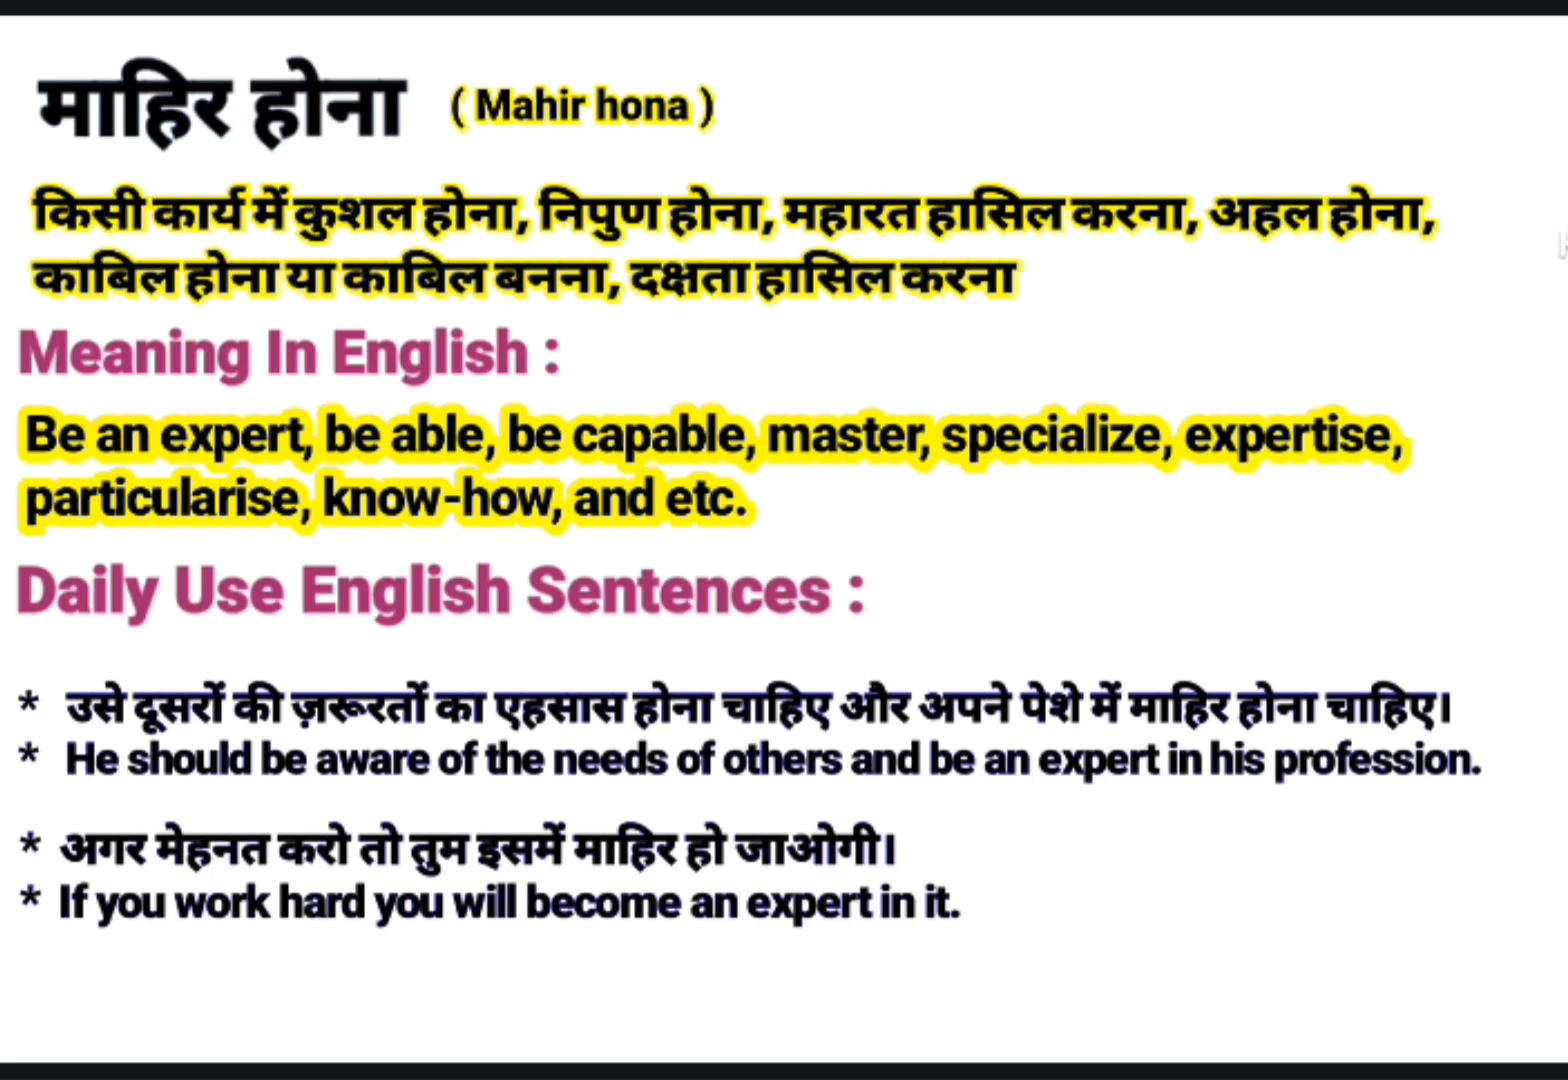 माहिर होना ( Mahir hona )
किसी कार्य में कुशल होना, निपुण होना, महारत हासिल करना, अहल होना,
काबिल होना या काबिल बनना, दक्षता हासिल करना
Meaning In English :
Be an expert, be able, be capable, master, specialize, expertise,
particularise, know-how, and etc.
Daily Use English Sentences :
* उसे दूसरों की ज़रूरतों का एहसास होना चाहिए और अपने पेशे में माहिर होना चाहिए।
* He should be aware of the needs of others and be an expert in his profession.
* अगर मेहनत करो तो तुम इसमें माहिर हो जाओगी।
* If you work hard you will become an expert in it.